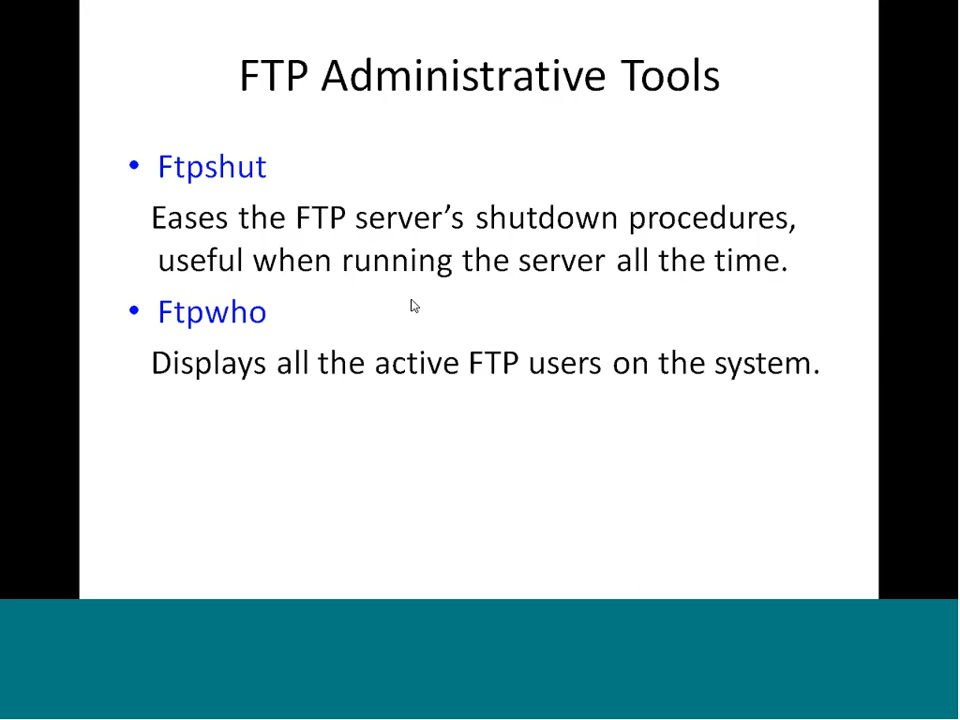 FTP Administrative Tools
• Ftpshut
Eases the FTP server’s shutdown procedures,
useful when running the server all the time.
• Ftpwho
Displays all the active FTP users on the system.